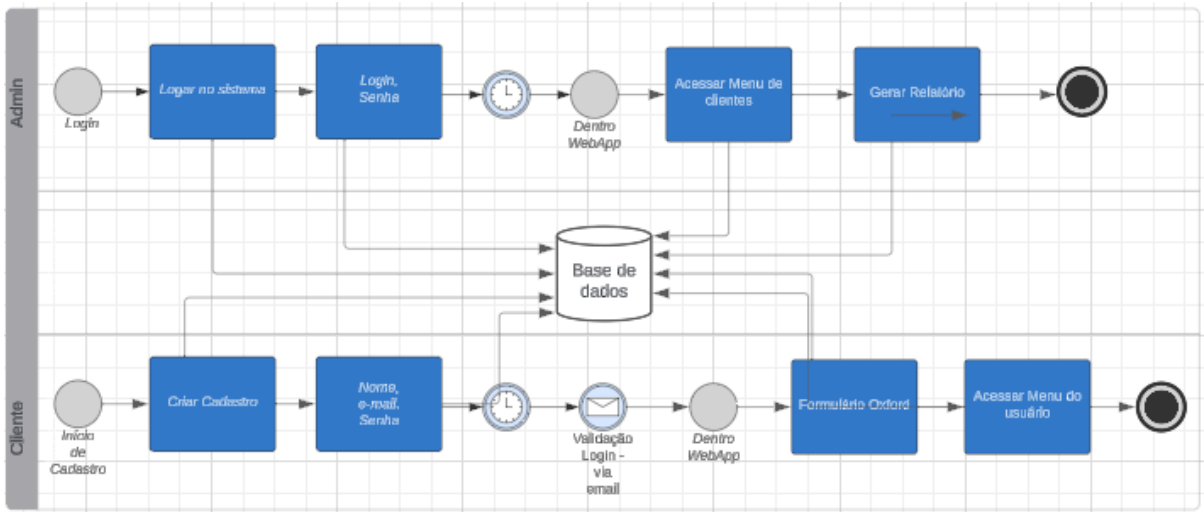 Admin
Login
Logar no sistema
Login,
Senha
Dentro
WebApp
Acessar Menu de
clientes
Gerar Relatório
Base de
dados
Cliente
Início
de
Cadastro
Criar Cadastro
Nome,
e-mail.
Senha
Validação
Login -
via
email
Dentro
WebApp
Formulário Oxford
Acessar Menu do
usuário